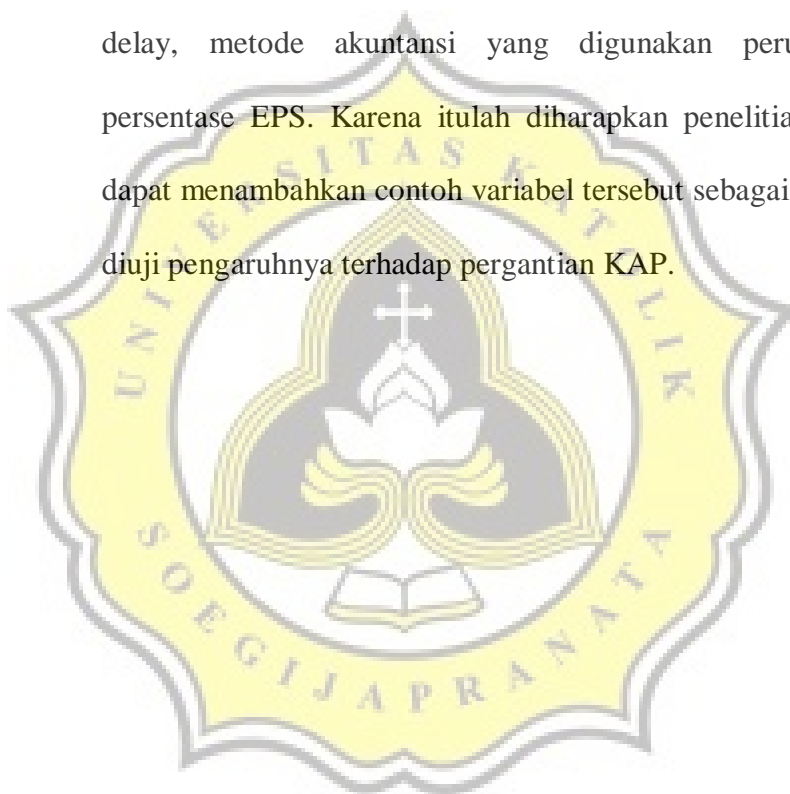 delay, metode akuntansi yang digunakan peru
persentase EPS. Karena itulah diharapkan penelitia
dapat menambahkan contoh variabel tersebut sebagai
diuji pengaruhnya terhadap pergantian KAP.
UNIVERSITAS KATOLIK
SOEGIJAPRANATA